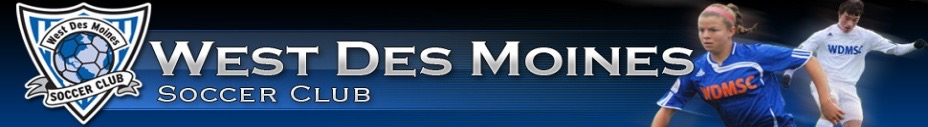 West Des Moines
SOCCER CLUB
WEST DES MOINES
SOCCER CLUB
WDMSC
WDMSC